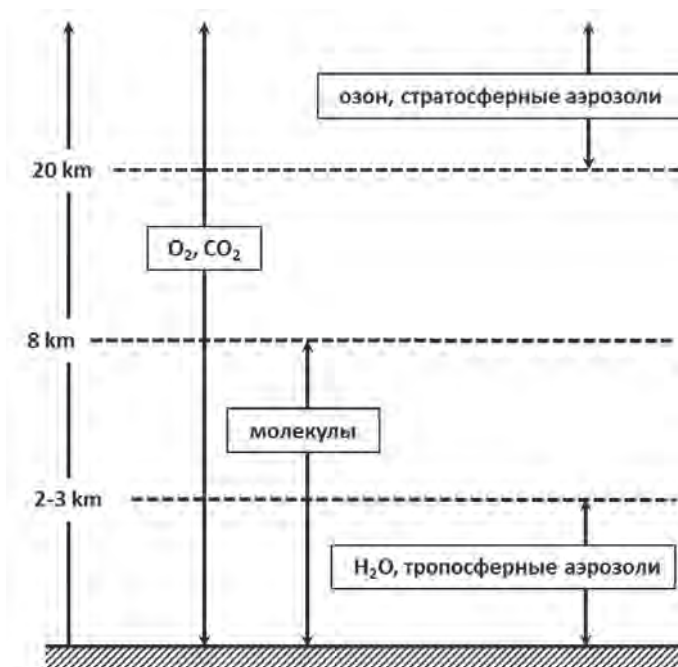 озон, стратосферные аэрозоли
20 km
O₂, CO₂
8 km
молекулы
2-3 km
H₂O, тропосферные аэрозоли